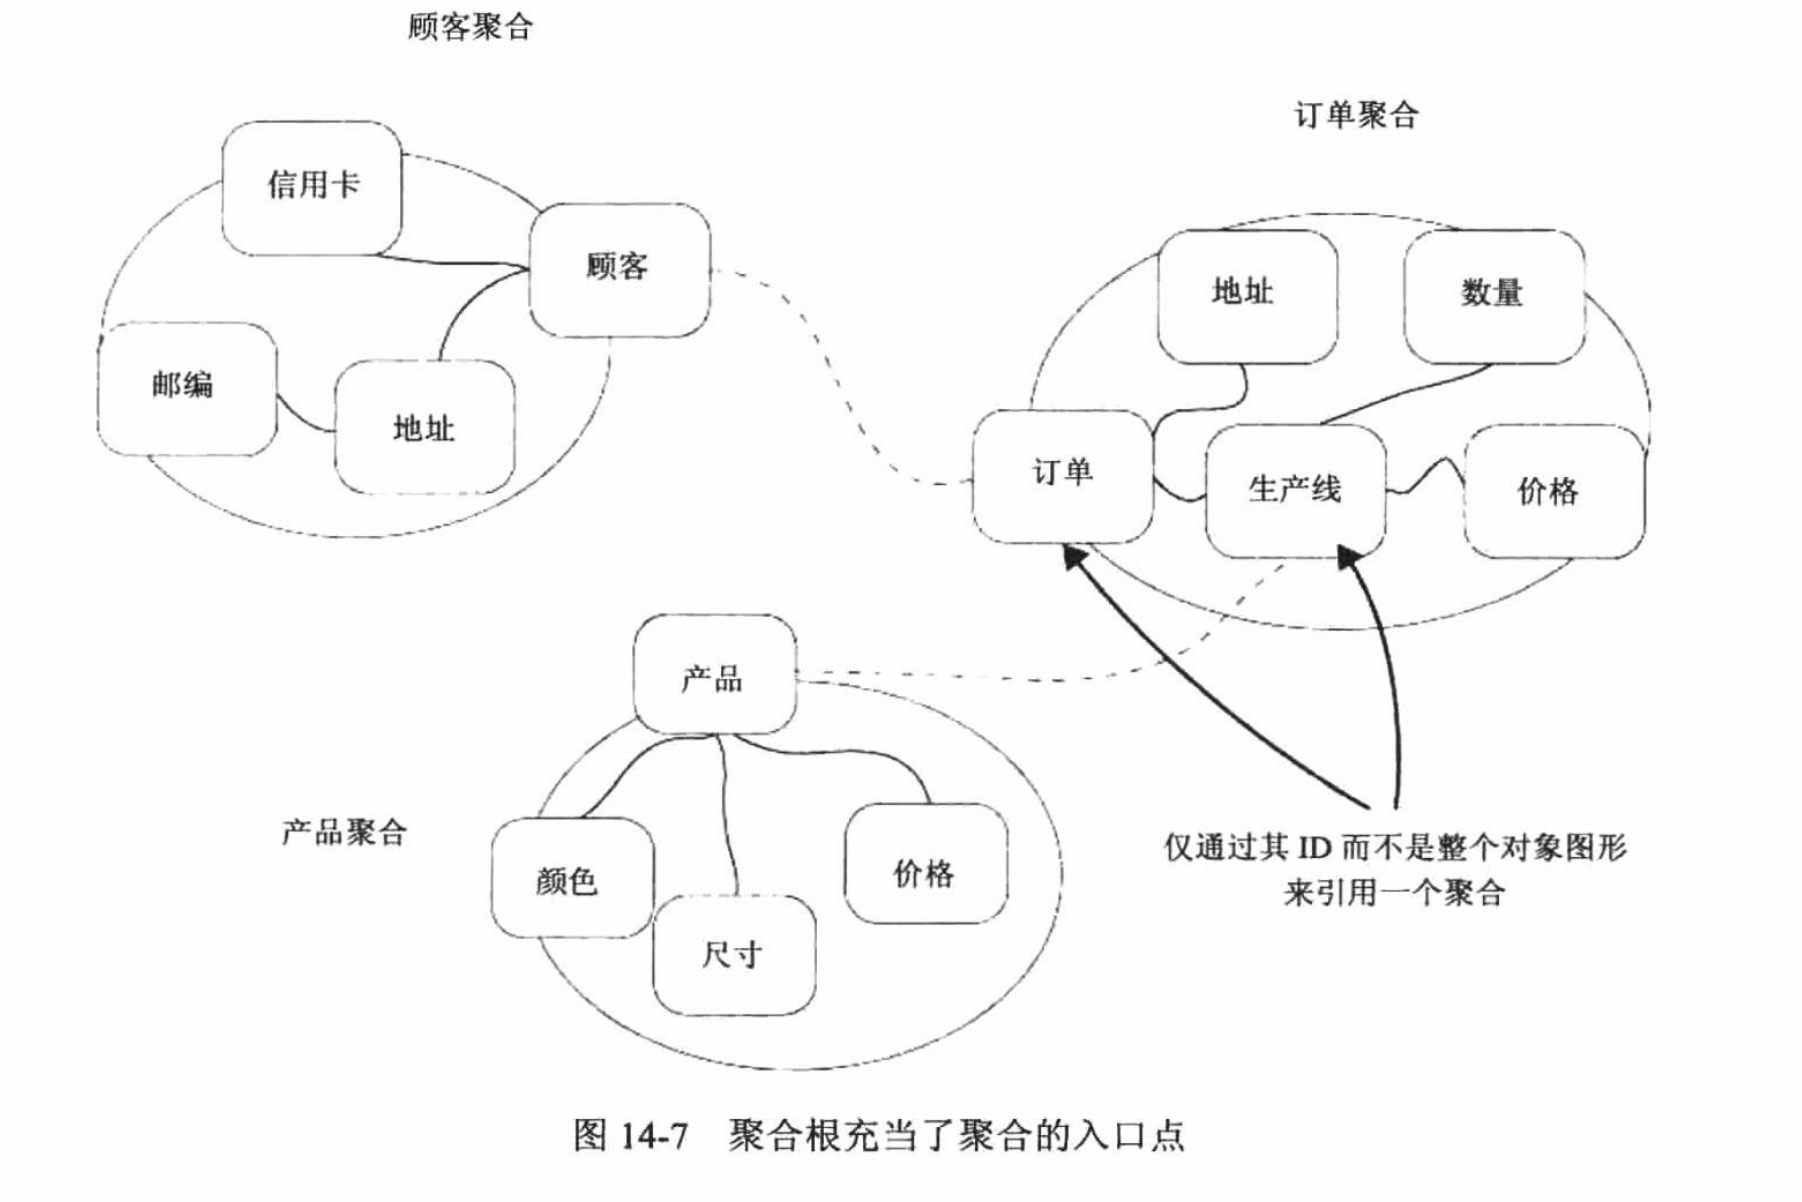 顾客聚合
订单聚合
信用卡
顾客
邮编
地址
地址
数量
订单
生产线
价格
产品
产品聚合
颜色
尺寸
价格
仅通过其 ID 而不是整个对象图形
来引用一个聚合
图 14-7 聚合根充当了聚合的入口点